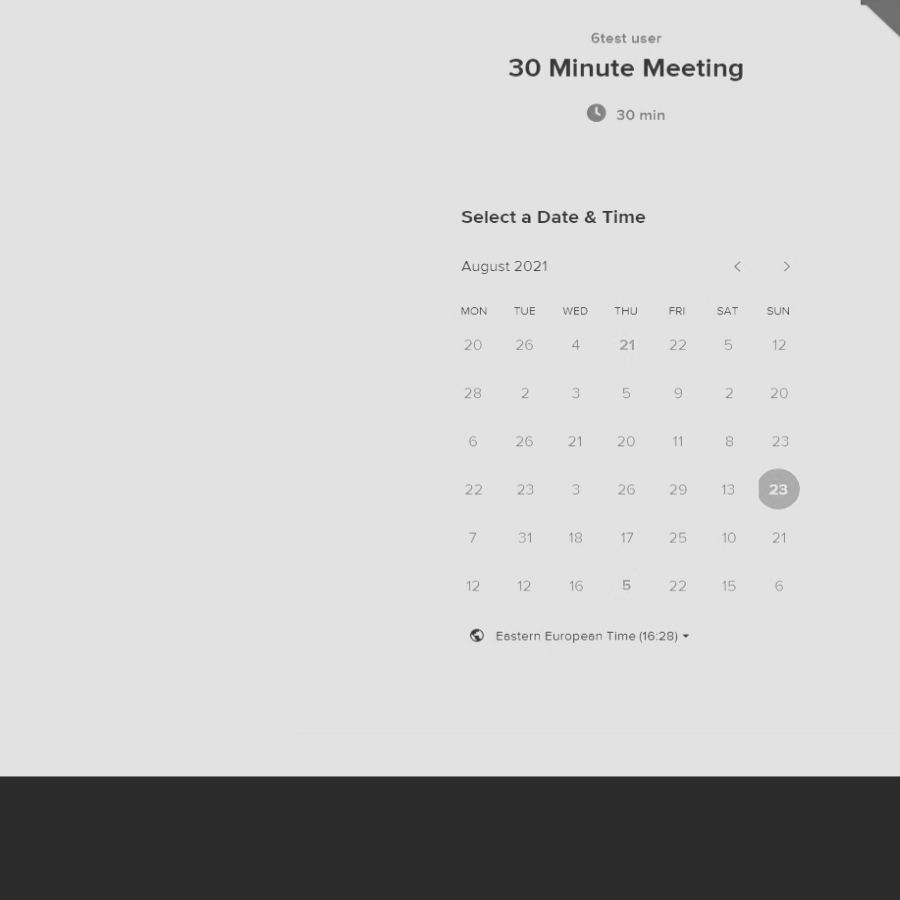 6test user
30 Minute Meeting
30 min
Select a Date & Time
August 2021
MON TUE WED THU FRI SAT SUN
20 26 4 21 22 5 12
28 2 3 5 9 2 20
6 26 21 20 11 8 23
22 23 3 26 29 13 23
7 31 18 17 25 10 21
12 12 16 5 22 15 6
Eastern European Time (16:28)